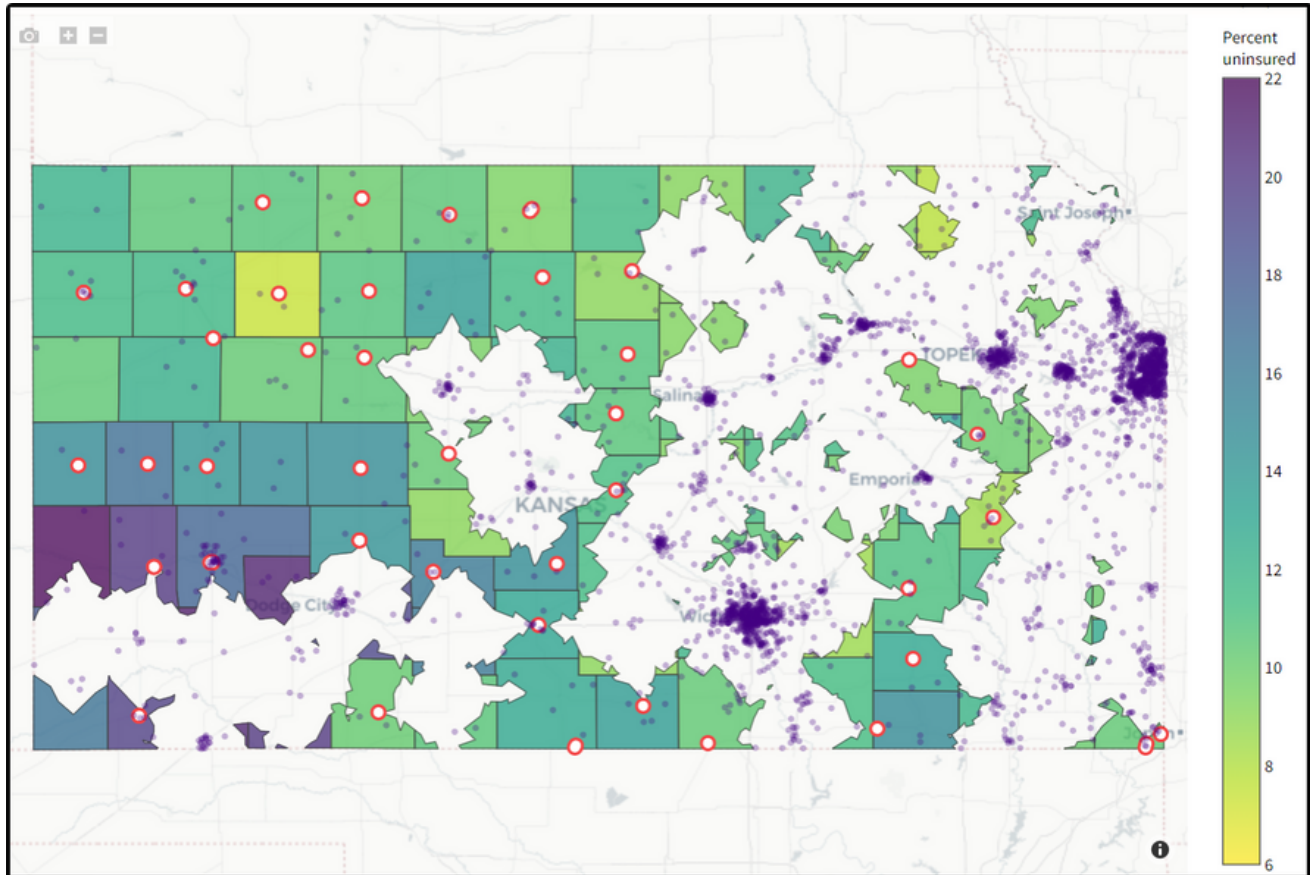 Percent
uninsured
22
20
18
16
14
12
10
8
6
Saint Joseph
TOPEK
Salina
Emporia
KANSAS
Dodge City
Wic